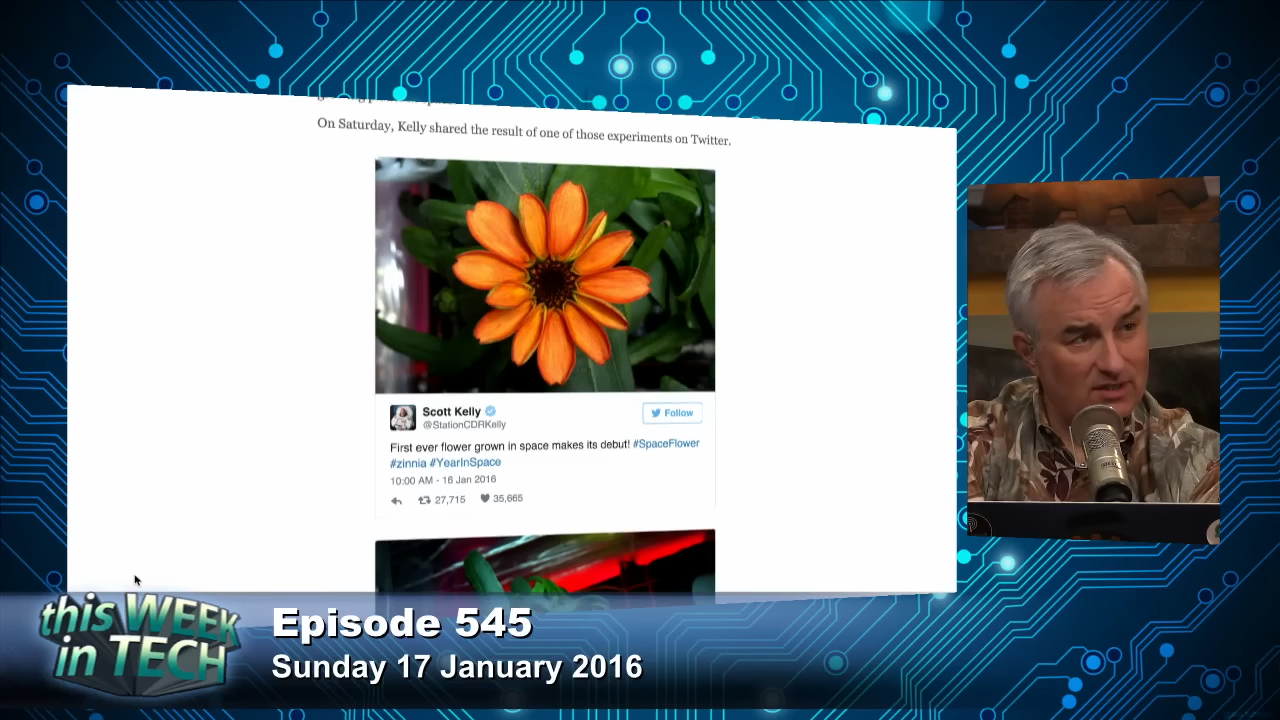 On Saturday, Kelly shared the result of one of those experiments on Twitter.
Scott Kelly
@StationCDRKelly
Follow
First ever flower grown in space makes its debut! #SpaceFlower
#zinnia #YearInSpace
10:00 AM - 16 Jan 2016
27,715
35,665
this WEEK
in TECH
Episode 545
Sunday 17 January 2016